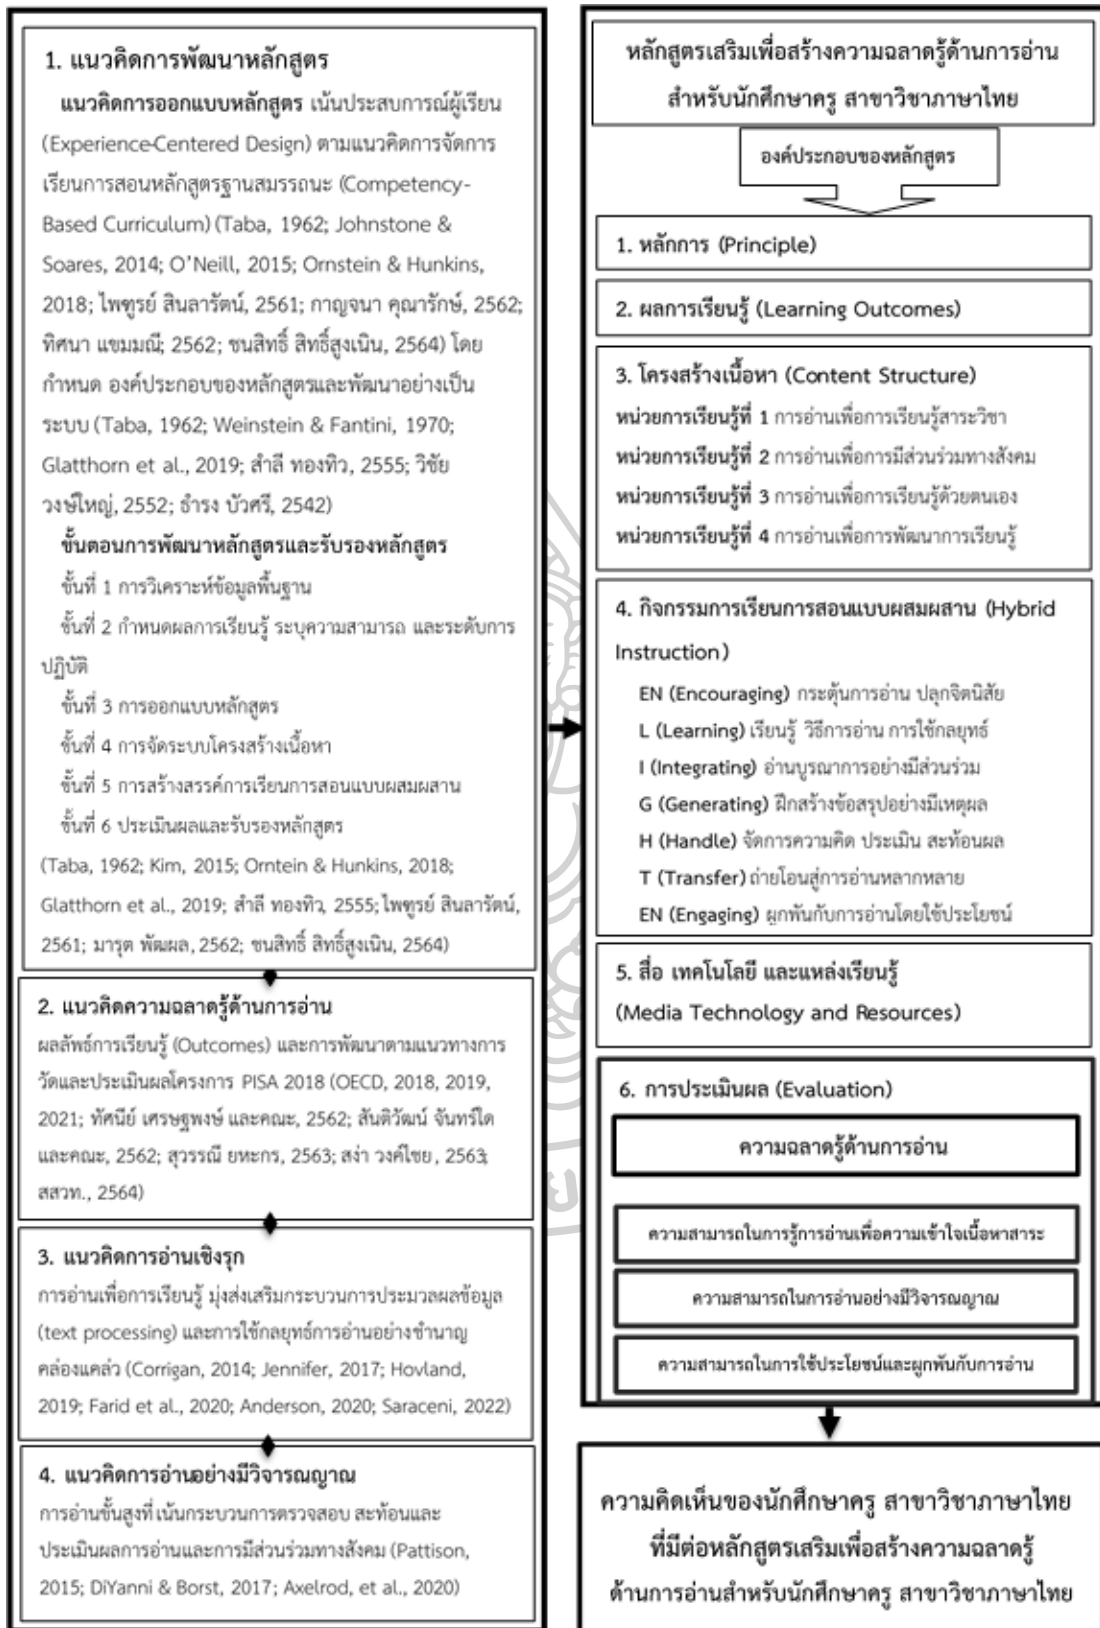 1. แนวคิดการพัฒนาหลักสูตร
แนวคิดการออกแบบหลักสูตร เน้นประสบการณ์ผู้เรียน
(Experience-Centered Design) ตามแนวคิดการจัดการ
เรียนการสอนหลักสูตรฐานสมรรถนะ (Competency-
Based Curriculum) (Taba, 1962; Johnstone &
Soares, 2014; O'Neill, 2015; Ornstein & Hunkins,
2018; ไพฑูรย์ สินลารัตน์, 2561; กาญจนา คุณารักษ์, 2562;
ทิศนา แขมมณี; 2562; ชนสิทธิ์ สิทธิ์สูงเนิน, 2564) โดย
กำหนด องค์ประกอบของหลักสูตรและพัฒนาอย่างเป็น
ระบบ (Taba, 1962; Weinstein & Fantini, 1970;
Glatthorn et al., 2019; สำลี ทองทิว, 2555; วิชัย
วงษ์ใหญ่, 2552; ธำรง บัวศรี, 2542)
ขั้นตอนการพัฒนาหลักสูตรและรับรองหลักสูตร
ขั้นที่ 1 การวิเคราะห์ข้อมูลพื้นฐาน
ขั้นที่ 2 กำหนดผลการเรียนรู้ ระบุความสามารถ และระดับการ
ปฏิบัติ
ขั้นที่ 3 การออกแบบหลักสูตร
ขั้นที่ 4 การจัดระบบโครงสร้างเนื้อหา
ขั้นที่ 5 การสร้างสรรค์การเรียนการสอนแบบผสมผสาน
ขั้นที่ 6 ประเมินผลและรับรองหลักสูตร
(Taba, 1962; Kim, 2015; Orntein & Hunkins, 2018;
Glatthorn et al., 2019; สำลี ทองทิว, 2555; ไพฑูรย์ สินลารัตน์,
2561; มารุต พัฒผล, 2562; ชนสิทธิ์ สิทธิ์สูงเนิน, 2564)
2. แนวคิดความฉลาดรู้ด้านการอ่าน
ผลลัพธ์การเรียนรู้ (Outcomes) และการพัฒนาตามแนวทางการ
วัดและประเมินผลโครงการ PISA 2018 (OECD, 2018, 2019,
2021; ทัศนีย์ เศรษฐพงษ์ และคณะ, 2562; สันติวัฒน์ จันทร์ใด
และคณะ, 2562; สุวรรณี ยหะกร, 2563; สง่า วงค์ไชย, 2563;
สสวท., 2564)
3. แนวคิดการอ่านเชิงรุก
การอ่านเพื่อการเรียนรู้ มุ่งส่งเสริมกระบวนการประมวลผลข้อมูล
(text processing) และการใช้กลยุทธ์การอ่านอย่างชำนาญ
คล่องแคล่ว (Corrigan, 2014; Jennifer, 2017; Hovland,
2019; Farid et al., 2020; Anderson, 2020; Saraceni, 2022)
4. แนวคิดการอ่านอย่างมีวิจารณญาณ
การอ่านขั้นสูงที่เน้นกระบวนการตรวจสอบ สะท้อนและ
ประเมินผลการอ่านและการมีส่วนร่วมทางสังคม (Pattison,
2015; DiYanni & Borst, 2017; Axelrod, et al., 2020)
หลักสูตรเสริมเพื่อสร้างความฉลาดรู้ด้านการอ่าน
สำหรับนักศึกษาครู สาขาวิชาภาษาไทย
องค์ประกอบของหลักสูตร
1. หลักการ (Principle)
2. ผลการเรียนรู้ (Learning Outcomes)
3. โครงสร้างเนื้อหา (Content Structure)
หน่วยการเรียนรู้ที่ 1 การอ่านเพื่อการเรียนรู้สาระวิชา
หน่วยการเรียนรู้ที่ 2 การอ่านเพื่อการมีส่วนร่วมทางสังคม
หน่วยการเรียนรู้ที่ 3 การอ่านเพื่อการเรียนรู้ด้วยตนเอง
หน่วยการเรียนรู้ที่ 4 การอ่านเพื่อการพัฒนาการเรียนรู้
4. กิจกรรมการเรียนการสอนแบบผสมผสาน (Hybrid
Instruction)
EN (Encouraging) กระตุ้นการอ่าน ปลุกจิตนิสัย
L (Learning) เรียนรู้ วิธีการอ่าน การใช้กลยุทธ์
I (Integrating) อ่านบูรณาการอย่างมีส่วนร่วม
G (Generating) ฝึกสร้างข้อสรุปอย่างมีเหตุผล
H (Handle) จัดการความคิด ประเมิน สะท้อนผล
T (Transfer) ถ่ายโอนสู่การอ่านหลากหลาย
EN (Engaging) ผูกพันกับการอ่านโดยใช้ประโยชน์
5. สื่อ เทคโนโลยี และแหล่งเรียนรู้
(Media Technology and Resources)
6. การประเมินผล (Evaluation)
ความฉลาดรู้ด้านการอ่าน
ความสามารถในการรู้การอ่านเพื่อความเข้าใจเนื้อหาสาระ
ความสามารถในการอ่านอย่างมีวิจารณญาณ
ความสามารถในการใช้ประโยชน์และผูกพันกับการอ่าน
ความคิดเห็นของนักศึกษาครู สาขาวิชาภาษาไทย
ที่มีต่อหลักสูตรเสริมเพื่อสร้างความฉลาดรู้
ด้านการอ่านสำหรับนักศึกษาครู สาขาวิชาภาษาไทย